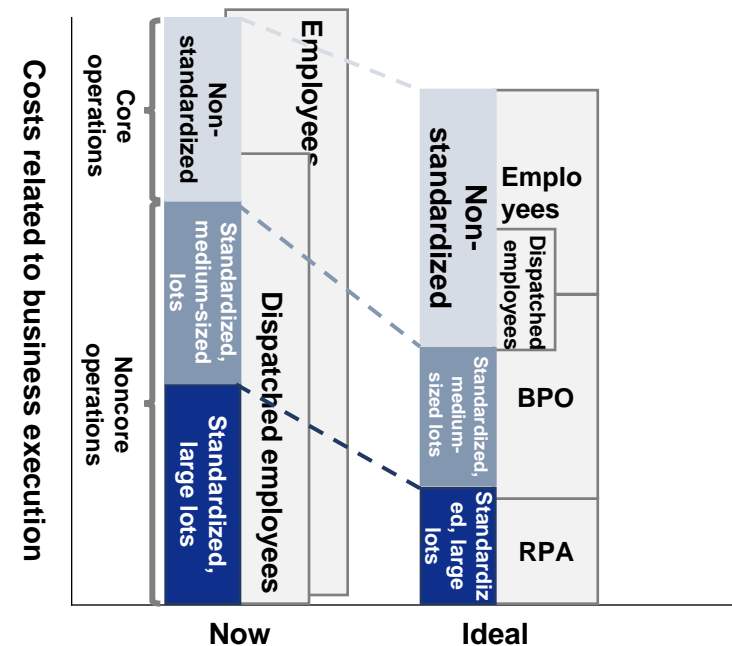 Costs related to business execution
Core
operations
Noncore
operations
Non-
standardized
Standardized,
medium-sized
lots
Standardized,
large lots
Employees
Dispatched employees
Non-
standardized
Standardized,
medium-
sized lots
Standardiz
ed, large
lots
Emplo
yees
Dispatched
employees
BPO
RPA
Now
Ideal